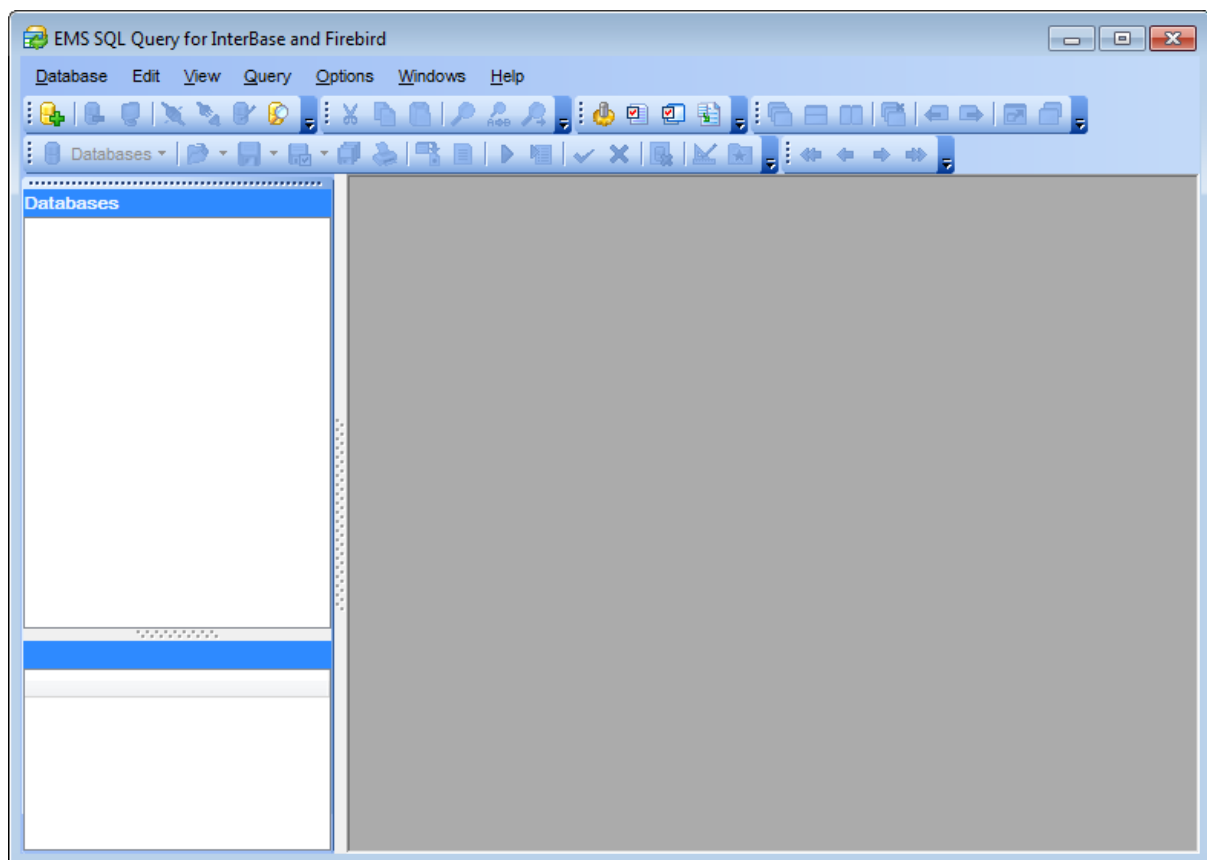 EMS SQL Query for InterBase and Firebird
Database Edit View Query Options Windows Help
Databases
Databases